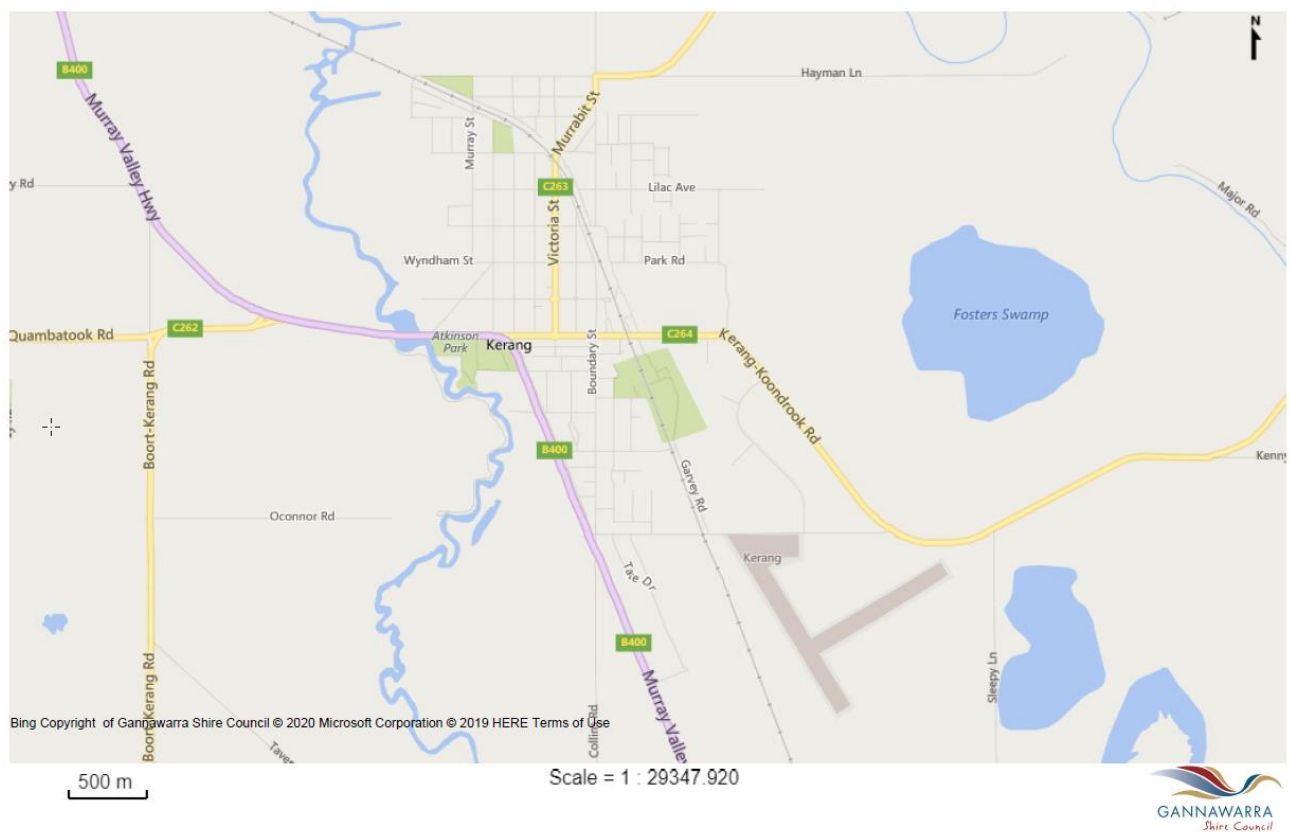 N
B400
Hayman Ln
Murray Valley Hwy
Murrabit St
Murray St
y Rd
C263
Lilac Ave
Major Rd
Victoria St
Wyndham St
Park Rd
Fosters Swamp
Quambatook Rd
C262
Atkinson
Park
Kerang
Boundary St
C264
Kerang-Koondrook Rd
Boort-Kerang Rd
B400
Kenny
Garvey Rd
Oconnor Rd
Kerang
Tate Dr
B400
Sleepy Ln
Boort-Kerang Rd
Murray Valley
Collins Rd
Taver
Bing Copyright of Gannawarra Shire Council © 2020 Microsoft Corporation © 2019 HERE Terms of Use
500 m
Scale = 1 : 29347.920
GANNAWARRA
Shire Council